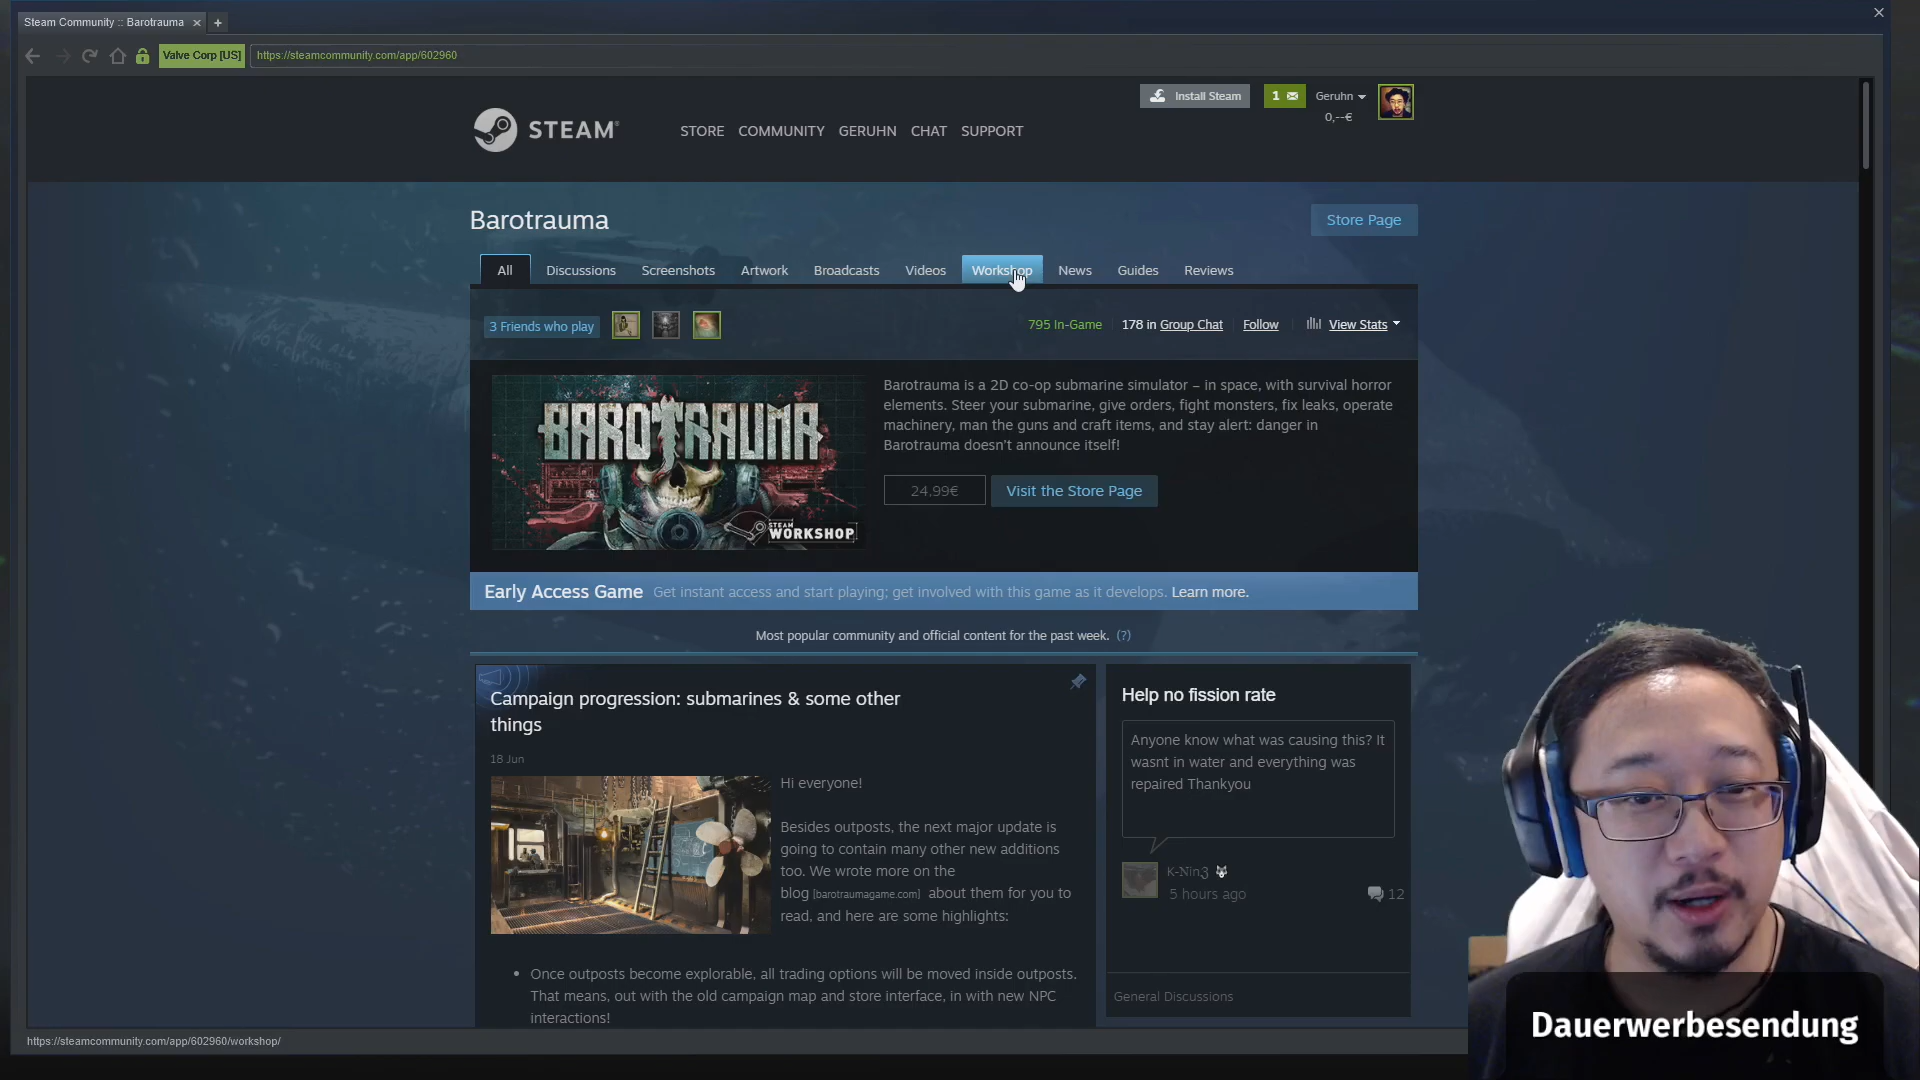 Steam Community :: Barotrauma
Valve Corp [US]
https://steamcommunity.com/app/602960
Install Steam
1
Geruhn
0,--€
STEAM®
STORE COMMUNITY GERUHN CHAT SUPPORT
Barotrauma
Store Page
All Discussions Screenshots Artwork Broadcasts Videos Workshop News Guides Reviews
3 Friends who play
795 In-Game
178 in Group Chat
Follow
View Stats
BAROTRAUMA
STEAM
WORKSHOP
Barotrauma is a 2D co-op submarine simulator – in space, with survival horror
elements. Steer your submarine, give orders, fight monsters, fix leaks, operate
machinery, man the guns and craft items, and stay alert: danger in
Barotrauma doesn't announce itself!
24,99€
Visit the Store Page
Early Access Game Get instant access and start playing; get involved with this game as it develops. Learn more.
Most popular community and official content for the past week. (?)
Campaign progression: submarines & some other
things
18 Jun
Hi everyone!
Besides outposts, the next major update is
going to contain many other new additions
too. We wrote more on the
blog [barotraumagame.com] about them for you to
read, and here are some highlights:
• Once outposts become explorable, all trading options will be moved inside outposts.
That means, out with the old campaign map and store interface, in with new NPC
interactions!
Help no fission rate
Anyone know what was causing this? It
wasnt in water and everything was
repaired Thankyou
K-Nin3
5 hours ago
12
General Discussions
Dauerwerbesendung
https://steamcommunity.com/app/602960/workshop/